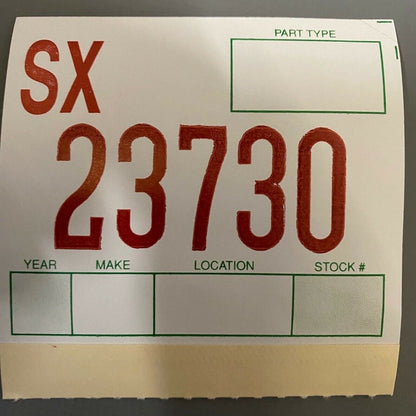 PART TYPE
SX
23730
YEAR MAKE LOCATION STOCK #